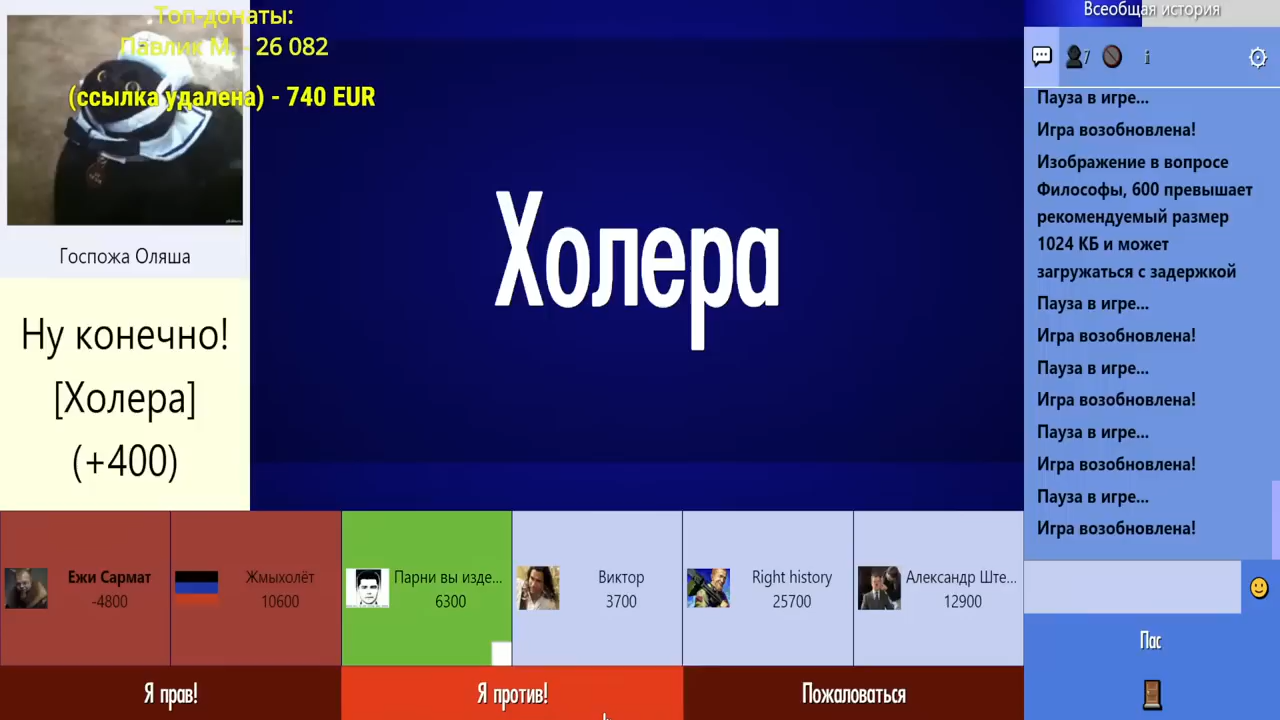 Топ-донаты:
Павлик М. - 26 082
(ссылка удалена) - 740 EUR
Госпожа Оляша
Ну конечно!
[Холера]
(+400)
Холера
Всеобщая история
7
i
Пауза в игре...
Игра возобновлена!
Изображение в вопросе
Философы, 600 превышает
рекомендуемый размер
1024 КБ и может
загружаться с задержкой
Пауза в игре...
Игра возобновлена!
Пауза в игре...
Игра возобновлена!
Пауза в игре...
Игра возобновлена!
Пауза в игре...
Игра возобновлена!
Пас
Ежи Сармат
-4800
Жмыхолёт
10600
Парни вы изде...
6300
Виктор
3700
Right history
25700
Александр Ште...
12900
Я прав!
Я против!
Пожаловаться